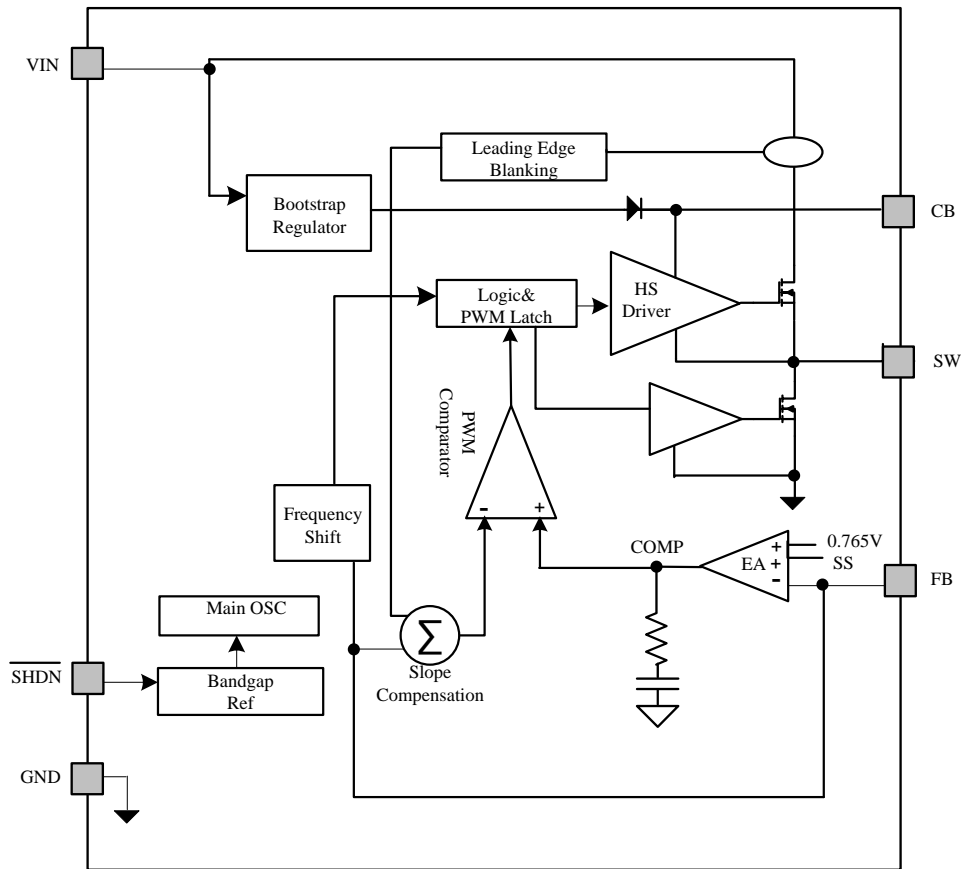 VIN
Leading Edge
Blanking
Bootstrap
Regulator
CB
Logic&
PWM Latch
HS
Driver
SW
PWM
Comparator
-
+
Frequency
Shift
COMP
EA
+
+
-
0.765V
SS
FB
Main OSC
Σ
Slope
Compensation
SHDN
Bandgap
Ref
GND